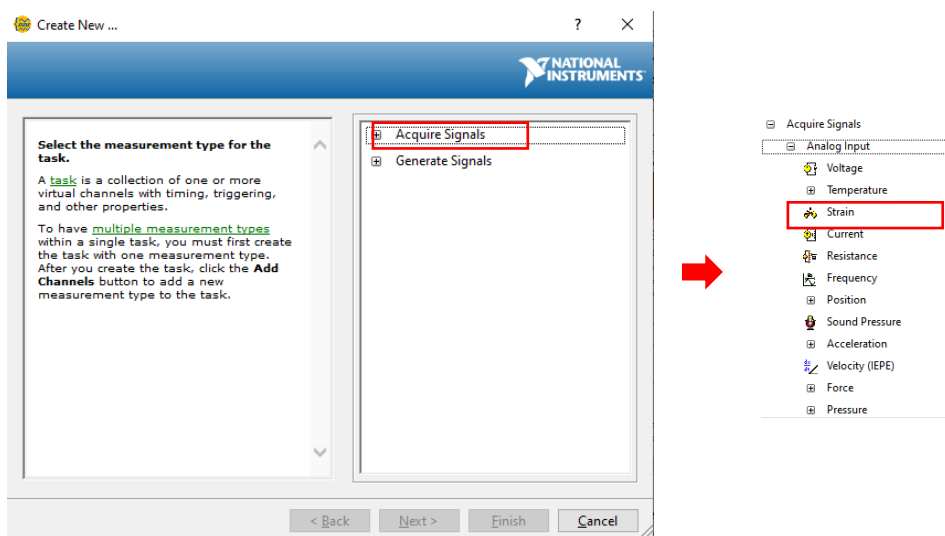 Create New ...
NATIONAL
INSTRUMENTS
Select the measurement type for the
task.
A task is a collection of one or more
virtual channels with timing, triggering,
and other properties.
To have multiple measurement types
within a single task, you must first create
the task with one measurement type.
After you create the task, click the Add
Channels button to add a new
measurement type to the task.
Acquire Signals
Generate Signals
< Back
Next >
Finish
Cancel
Acquire Signals
Analog Input
Voltage
Temperature
Strain
Current
Resistance
Frequency
Position
Sound Pressure
Acceleration
Velocity (IEPE)
Force
Pressure